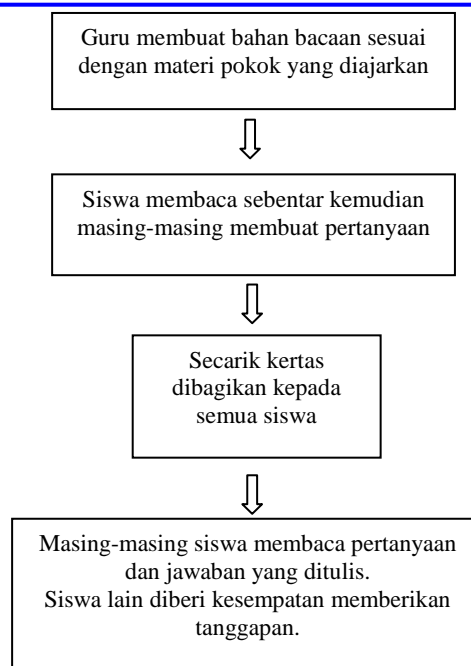 Guru membuat bahan bacaan sesuai
dengan materi pokok yang diajarkan
Siswa membaca sebentar kemudian
masing-masing membuat pertanyaan
Secarik kertas
dibagikan kepada
semua siswa
Masing-masing siswa membaca pertanyaan
dan jawaban yang ditulis.
Siswa lain diberi kesempatan memberikan
tanggapan.